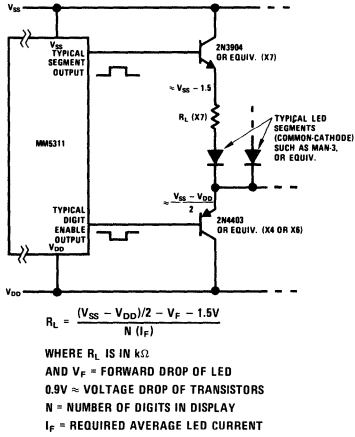 VSS
VSS
TYPICAL
SEGMENT
OUTPUT
2N3904
OR EQUIV. (X7)
≈ VSS – 1.5
RL (X7)
TYPICAL LED
SEGMENTS
(COMMON-CATHODE)
SUCH AS MAN-3,
OR EQUIV.
MM5311
≈ (VSS – VDD)/2
TYPICAL
DIGIT
ENABLE
OUTPUT
2N4403
OR EQUIV. (X4 OR X6)
VDD
VDD
RL = (VSS – VDD)/2 – VF – 1.5V
N (IF)
WHERE RL IS IN kΩ
AND VF = FORWARD DROP OF LED
0.9V ≈ VOLTAGE DROP OF TRANSISTORS
N = NUMBER OF DIGITS IN DISPLAY
IF = REQUIRED AVERAGE LED CURRENT